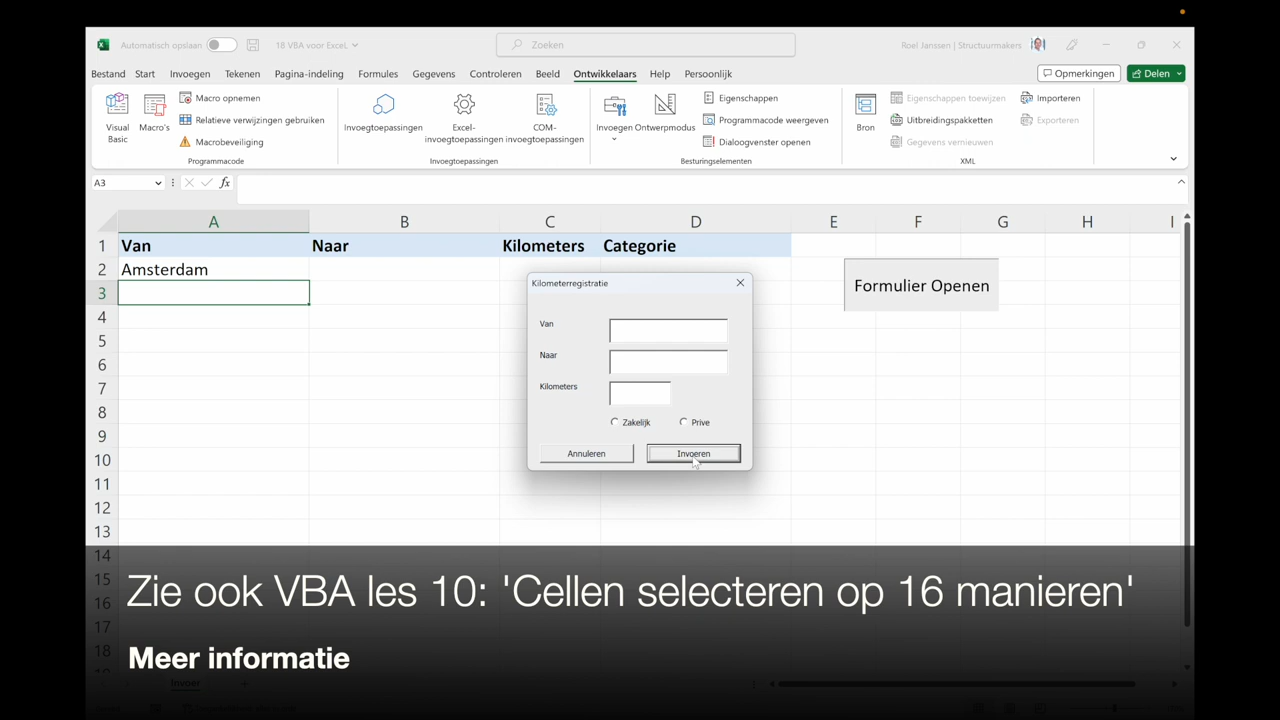 Automatisch opslaan
18 VBA voor ExceL
Zoeken
Roel Janssen | Structuurmakers
Bestand Start Invoegen Tekenen Pagina-indeling Formules Gegevens Controleren Beeld Ontwikkelaars Help Persoonlijk
Opmerkingen
Delen
Visual Basic
Macro's
Macro opnemen
Relatieve verwijzingen gebruiken
Macrobeveiliging
Programmacode
Invoegtoepassingen
Excel-invoegtoepassingen
COM-invoegtoepassingen
Invoegtoepassingen
Invoegen
Ontwerpmodus
Eigenschappen
Programmacode weergeven
Dialoogvenster openen
Besturingselementen
Bron
Eigenschappen toewijzen
Uitbreidingspakketten
Gegevens vernieuwen
Importeren
Exporteren
XML
A3
fx
A B C D E F G H I
1 Van Naar Kilometers Categorie
2 Amsterdam
3
4
5
6
7
8
9
10
11
12
13
14
15
16
17
18
Formulier Openen
Kilometerregistratie
Van
Naar
Kilometers
Zakelijk
Prive
Annuleren
Invoeren
Zie ook VBA les 10: 'Cellen selecteren op 16 manieren'
Meer informatie
Invoer